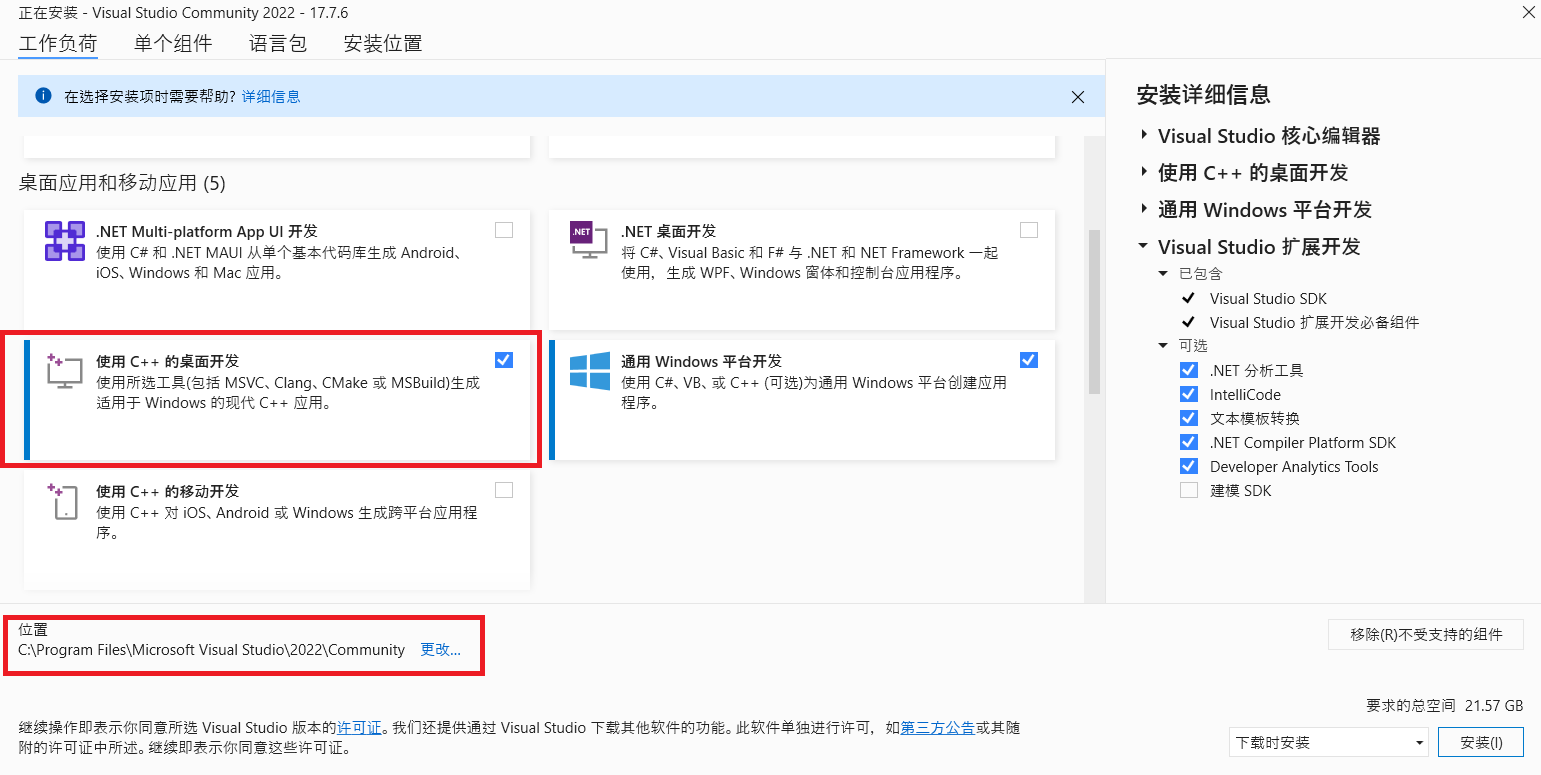 正在安装 - Visual Studio Community 2022 - 17.7.6
工作负荷 单个组件 语言包 安装位置
在选择安装项时需要帮助? 详细信息
桌面应用和移动应用 (5)
.NET Multi-platform App UI 开发
使用 C# 和 .NET MAUI 从单个基本代码库生成 Android、
iOS、Windows 和 Mac 应用。
.NET
.NET 桌面开发
将 C#、Visual Basic 和 F# 与 .NET 和 NET Framework 一起
使用，生成 WPF、Windows 窗体和控制台应用程序。
使用 C++ 的桌面开发
使用所选工具(包括 MSVC、Clang、CMake 或 MSBuild)生成
适用于 Windows 的现代 C++ 应用。
通用 Windows 平台开发
使用 C#、VB、或 C++ (可选)为通用 Windows 平台创建应用
程序。
使用 C++ 的移动开发
使用 C++ 对 iOS、Android 或 Windows 生成跨平台应用程
序。
安装详细信息
Visual Studio 核心编辑器
使用 C++ 的桌面开发
通用 Windows 平台开发
Visual Studio 扩展开发
已包含
Visual Studio SDK
Visual Studio 扩展开发必备组件
可选
.NET 分析工具
IntelliCode
文本模板转换
.NET Compiler Platform SDK
Developer Analytics Tools
建模 SDK
位置
C:\Program Files\Microsoft Visual Studio\2022\Community 更改...
移除(R)不受支持的组件
要求的总空间 21.57 GB
继续操作即表示你同意所选 Visual Studio 版本的许可证。我们还提供通过 Visual Studio 下载其他软件的功能。此软件单独进行许可，如第三方公告或其随
附的许可证中所述。继续即表示你同意这些许可证。
下载时安装
安装(I)